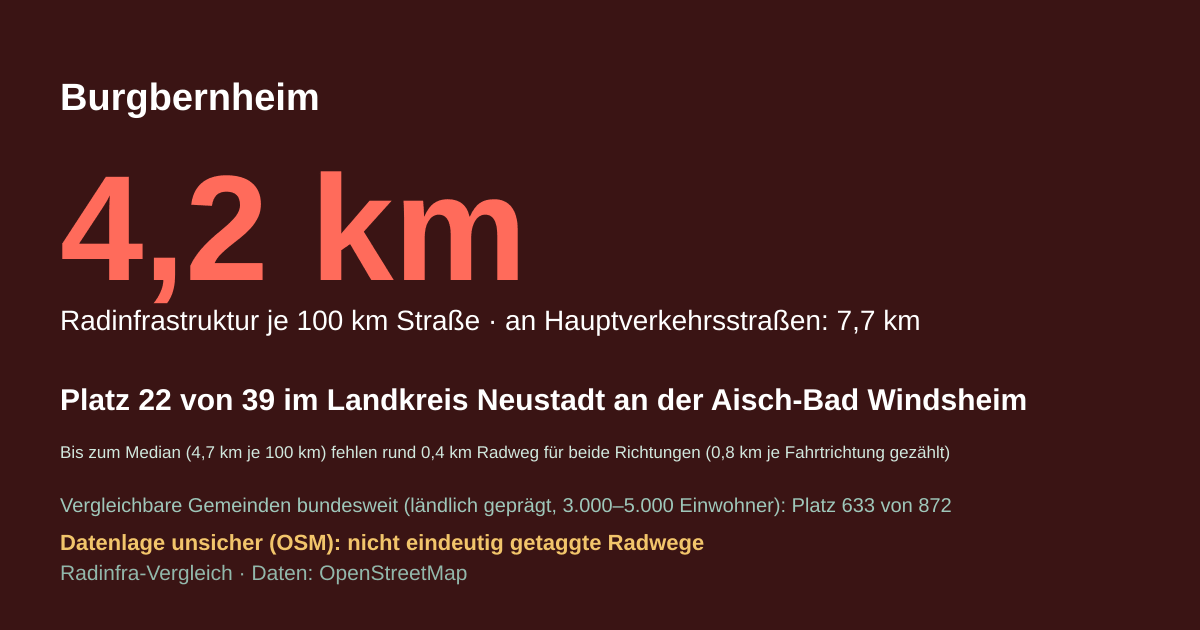 Burgbernheim
4,2 km
Radinfrastruktur je 100 km Straße · an Hauptverkehrsstraßen: 7,7 km
Platz 22 von 39 im Landkreis Neustadt an der Aisch-Bad Windsheim
Bis zum Median (4,7 km je 100 km) fehlen rund 0,4 km Radweg für beide Richtungen (0,8 km je Fahrtrichtung gezählt)
Vergleichbare Gemeinden bundesweit (ländlich geprägt, 3.000–5.000 Einwohner): Platz 633 von 872
Datenlage unsicher (OSM): nicht eindeutig getaggte Radwege
Radinfra-Vergleich · Daten: OpenStreetMap